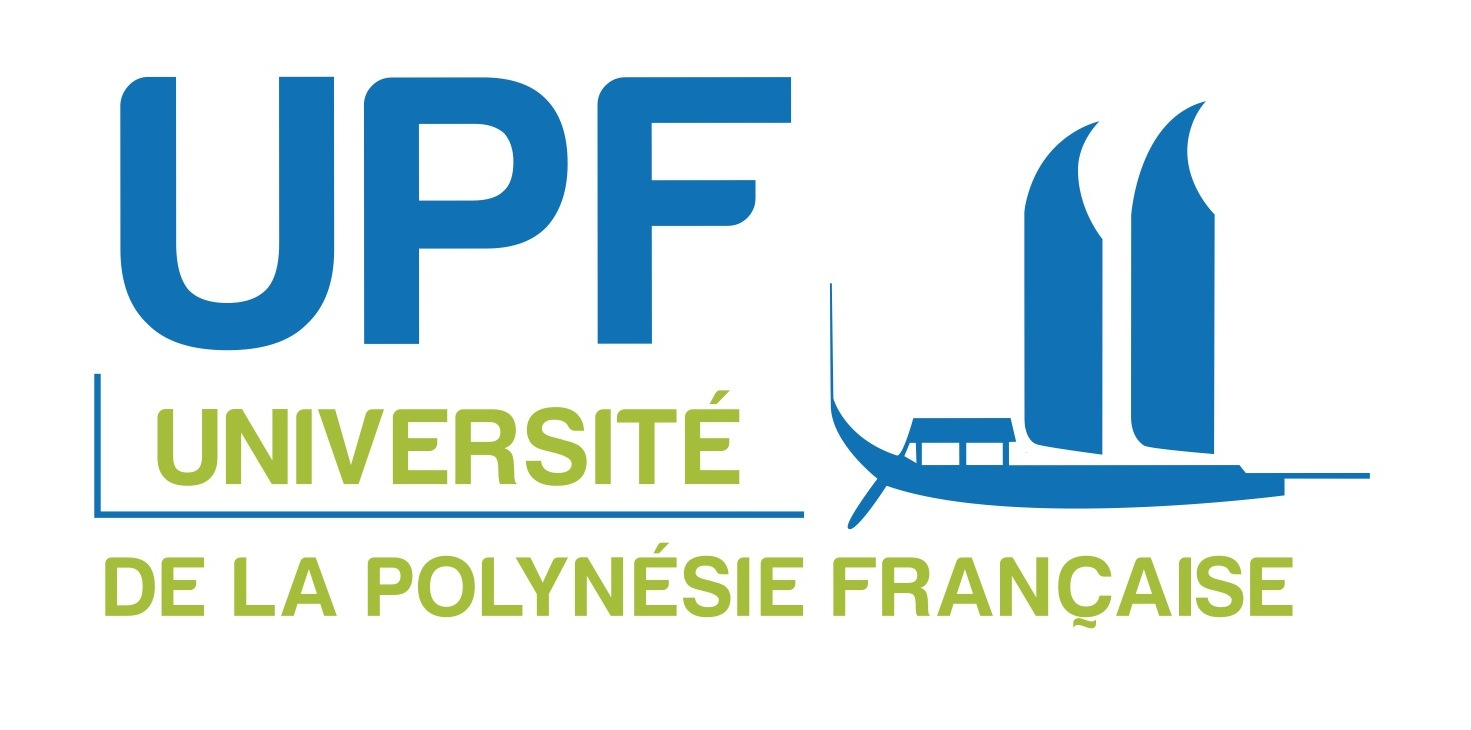 UPF
UNIVERSITÉ
DE LA POLYNÉSIE FRANÇAISE